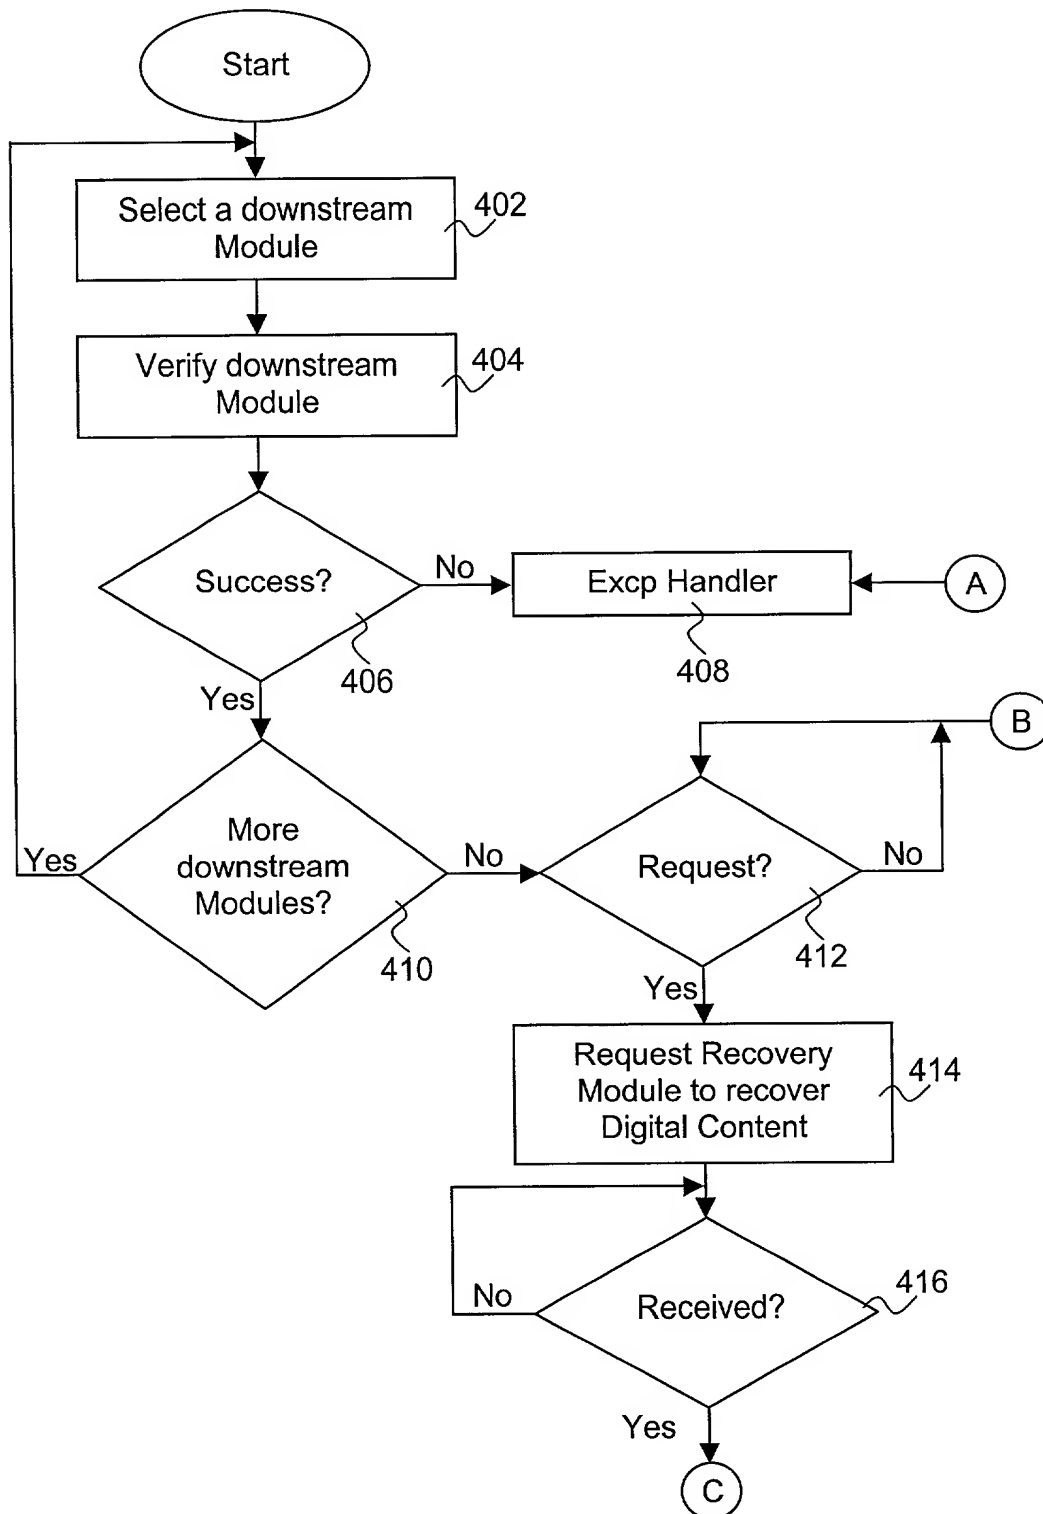 Start
Select a downstream
Module
402
Verify downstream
Module
404
Success?
No
Excp Handler
A
406
408
Yes
B
More
downstream
Modules?
Yes
No
Request?
No
410
412
Yes
Request Recovery
Module to recover
Digital Content
414
Received?
No
416
Yes
C